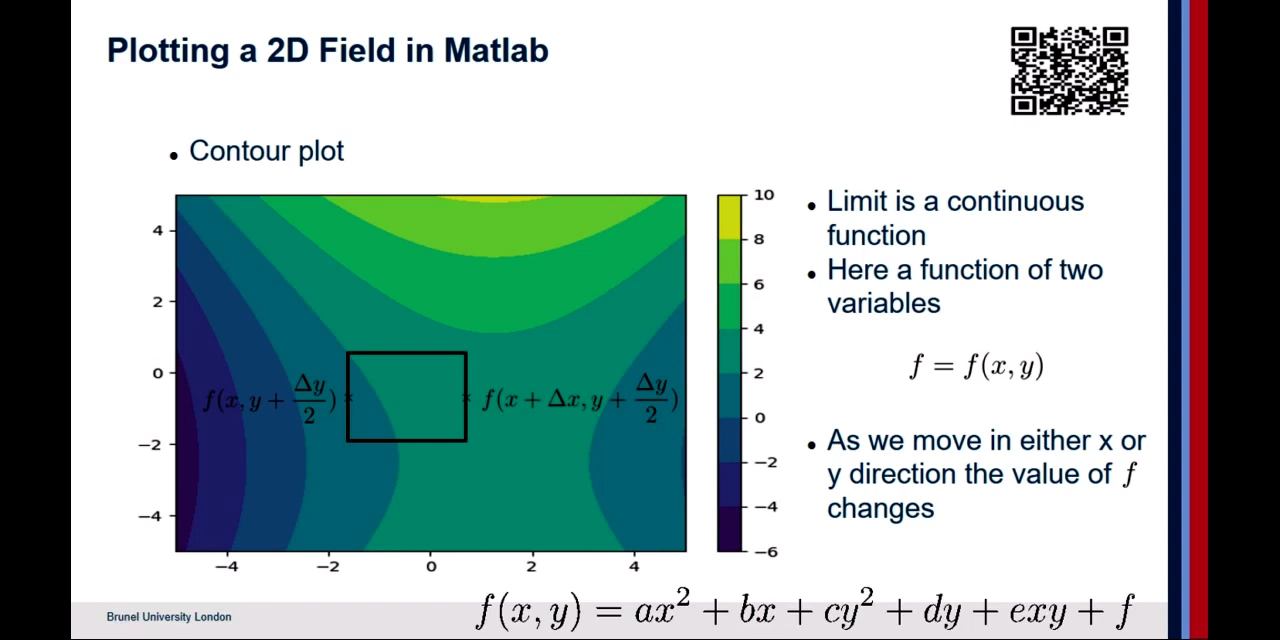 Plotting a 2D Field in Matlab
• Contour plot
4
2
0
−2
−4
−4
−2
0
2
4
10
8
6
4
2
0
−2
−4
−6
f(x, y + Δy/2)
f(x + Δx, y + Δy/2)
• Limit is a continuous
function
• Here a function of two
variables
f = f(x, y)
• As we move in either x or
y direction the value of f
changes
f(x, y) = ax² + bx + cy² + dy + exy + f
Brunel University London